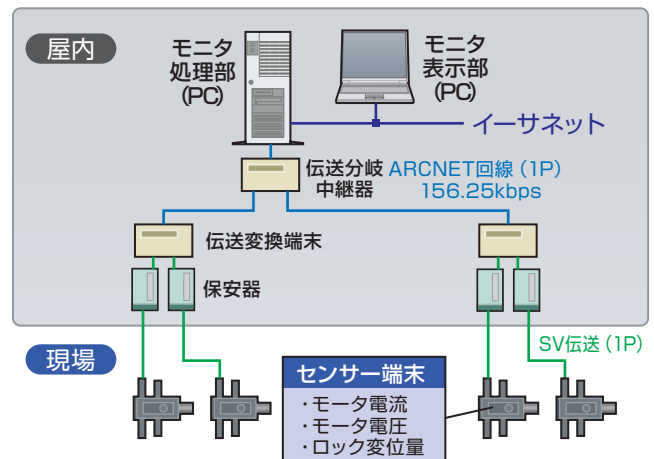 屋内
モニタ
処理部
(PC)
モニタ
表示部
(PC)
イーサネット
伝送分岐
中継器
ARCNET回線(1P)
156.25kbps
伝送変換端末
保安器
SV伝送(1P)
現場
センサー端末
・モータ電流
・モータ電圧
・ロック変位量